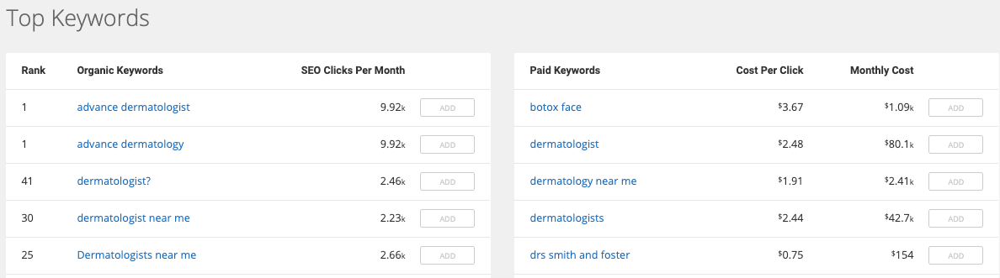 Top Keywords
Rank Organic Keywords SEO Clicks Per Month
1 advance dermatologist 9.92k ADD
1 advance dermatology 9.92k ADD
41 dermatologist? 2.46k ADD
30 dermatologist near me 2.23k ADD
25 Dermatologists near me 2.66k ADD
Paid Keywords Cost Per Click Monthly Cost
botox face $3.67 $1.09k ADD
dermatologist $2.48 $80.1k ADD
dermatology near me $1.91 $2.41k ADD
dermatologists $2.44 $42.7k ADD
drs smith and foster $0.75 $154 ADD